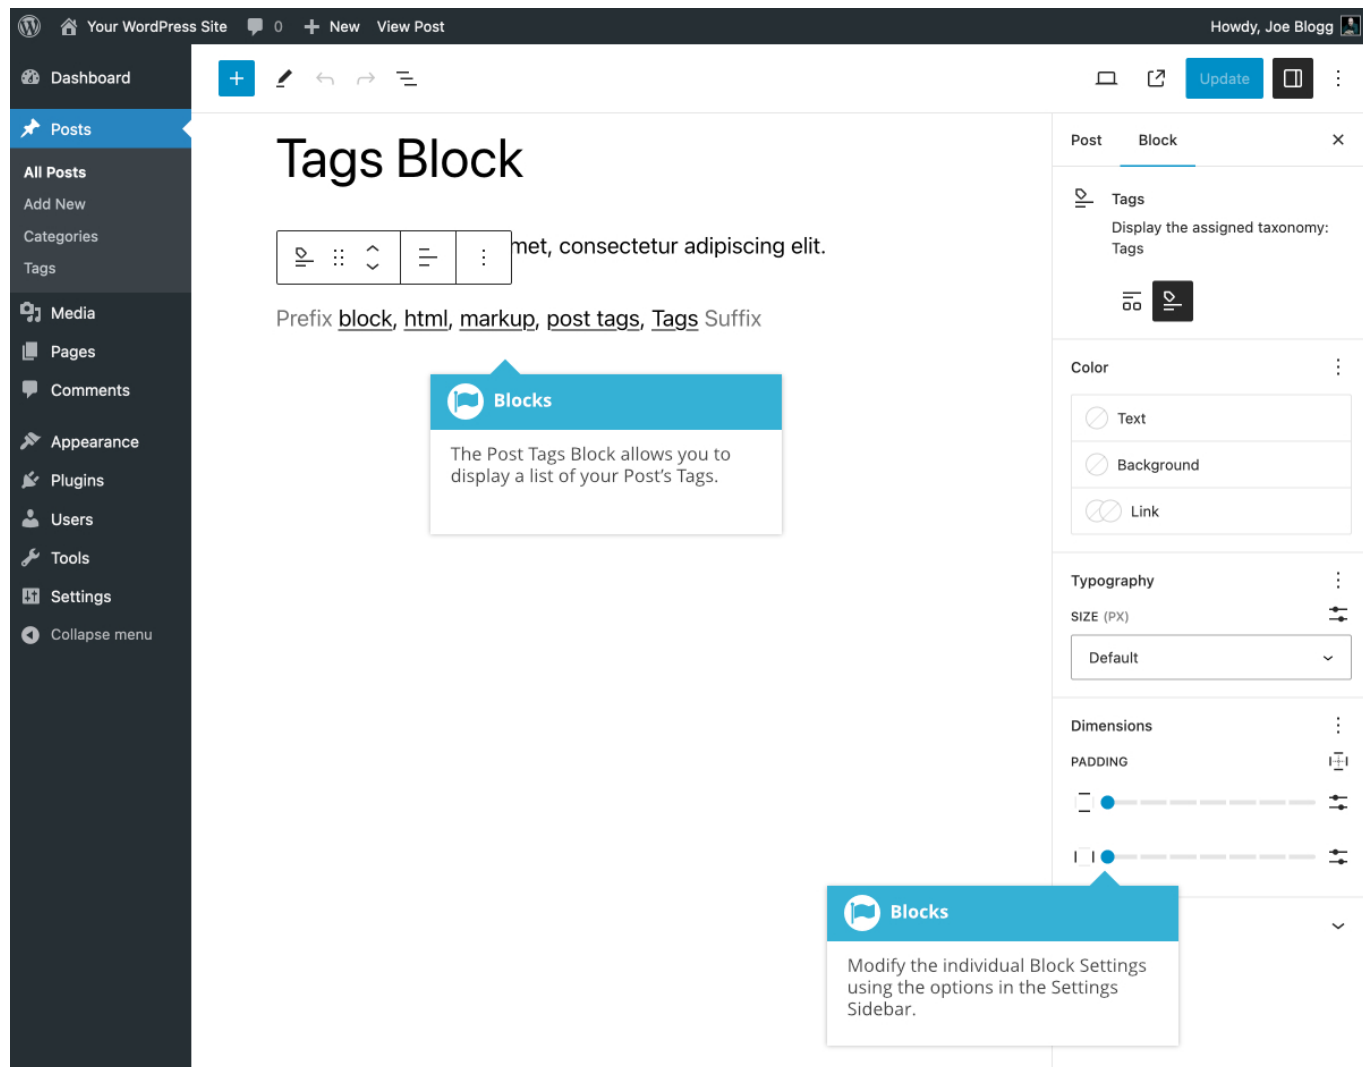 Your WordPress Site 0 New View Post Howdy, Joe Blogg
Dashboard
Update
Posts
All Posts
Add New
Categories
Tags
Media
Pages
Comments
Appearance
Plugins
Users
Tools
Settings
Collapse menu
Tags Block
met, consectetur adipiscing elit.
Prefix block, html, markup, post tags, Tags Suffix
Blocks
The Post Tags Block allows you to
display a list of your Post’s Tags.
Post Block
Tags
Display the assigned taxonomy:
Tags
Color
Text
Background
Link
Typography
SIZE (PX)
Default
Dimensions
PADDING
Blocks
Modify the individual Block Settings
using the options in the Settings
Sidebar.